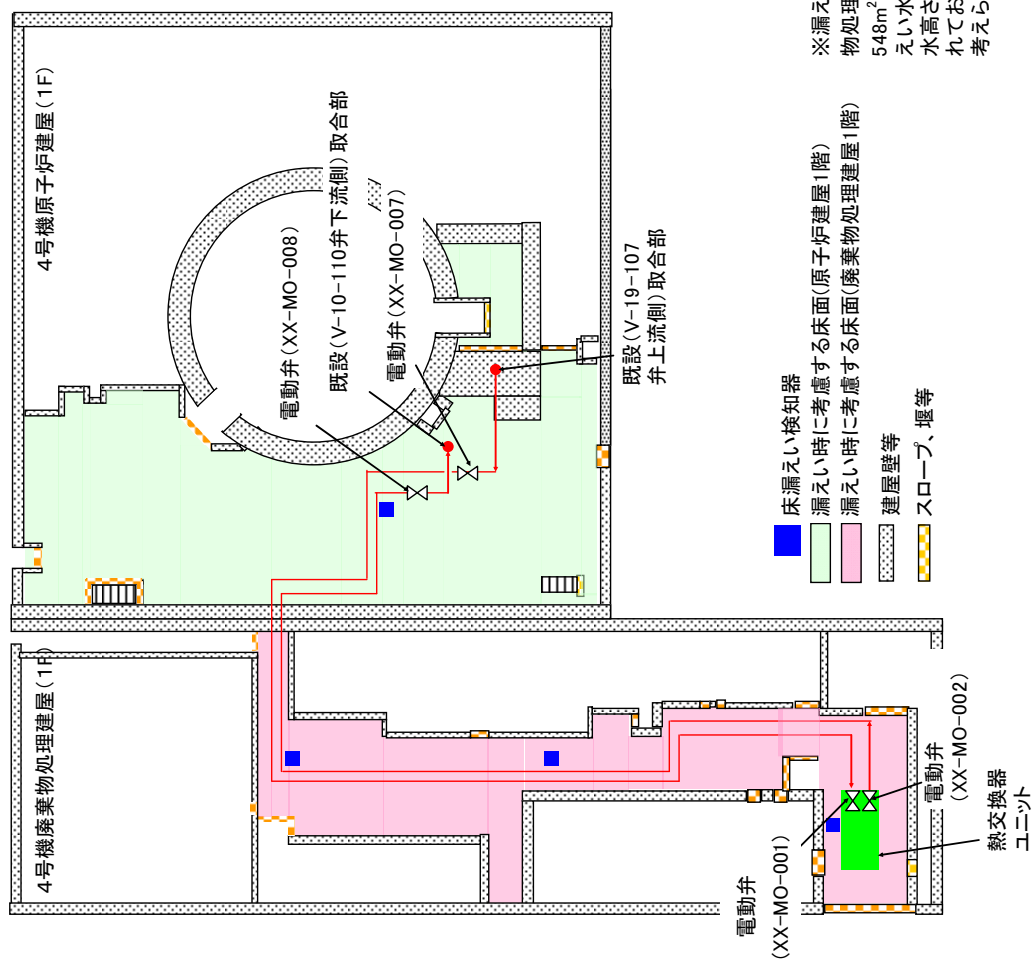 4号機原子炉建屋(1F)
電動弁(XX-MO-008)
既設(V-10-110弁下流側)取合部
電動弁(XX-MO-007)
既設(V-19-107
弁上流側)取合部
4号機廃棄物処理建屋(1F)
電動弁
(XX-MO-001)
電動弁
(XX-MO-002)
熱交換器
ユニット
床漏えい検知器
漏えい時に考慮する床面(原子炉建屋1階)
漏えい時に考慮する床面(廃棄物処理建屋1階)
建屋壁等
スロープ、堰等
※漏え
物処理
548m²
えい水
水高さ
れてお
考えら